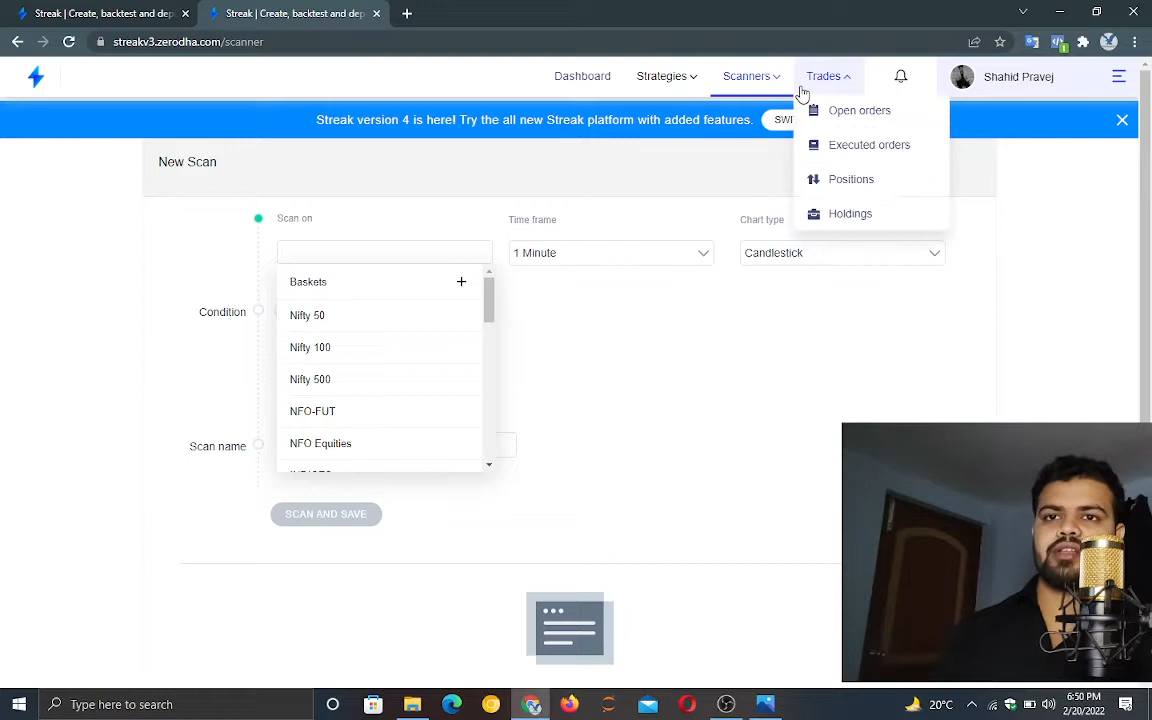 Streak | Create, backtest and dep
Streak | Create, backtest and dep
streakv3.zerodha.com/scanner
Dashboard
Strategies
Scanners
Trades
Shahid Pravej
Streak version 4 is here! Try the all new Streak platform with added features.
Open orders
Executed orders
Positions
Holdings
New Scan
Scan on
Time frame
Chart type
1 Minute
Candlestick
Baskets
Nifty 50
Condition
Nifty 100
Nifty 500
NFO-FUT
NFO Equities
Scan name
SCAN AND SAVE
Type here to search
20°C
6:50 PM
2/20/2022